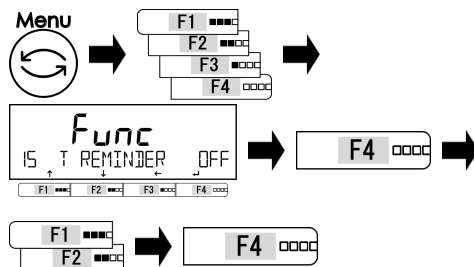 Menu
F1
F2
F3
F4
Func
15 T REMINDER OFF
F1 F2 F3 F4
F4
F1
F2
F4